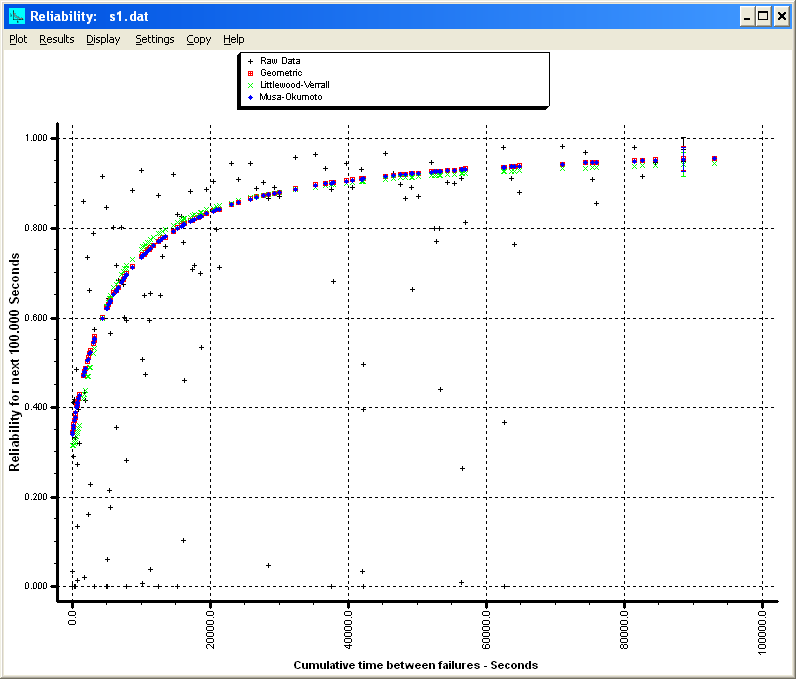 Reliability: s1.dat
Plot Results Display Settings Copy Help
Raw Data
Geometric
Littlewood-Verrall
Musa-Okumoto
Reliability for next 100.000 Seconds
1.000
0.800
0.600
0.400
0.200
0.000
0.0 20000.0 40000.0 60000.0 80000.0 100000.0
Cumulative time between failures - Seconds